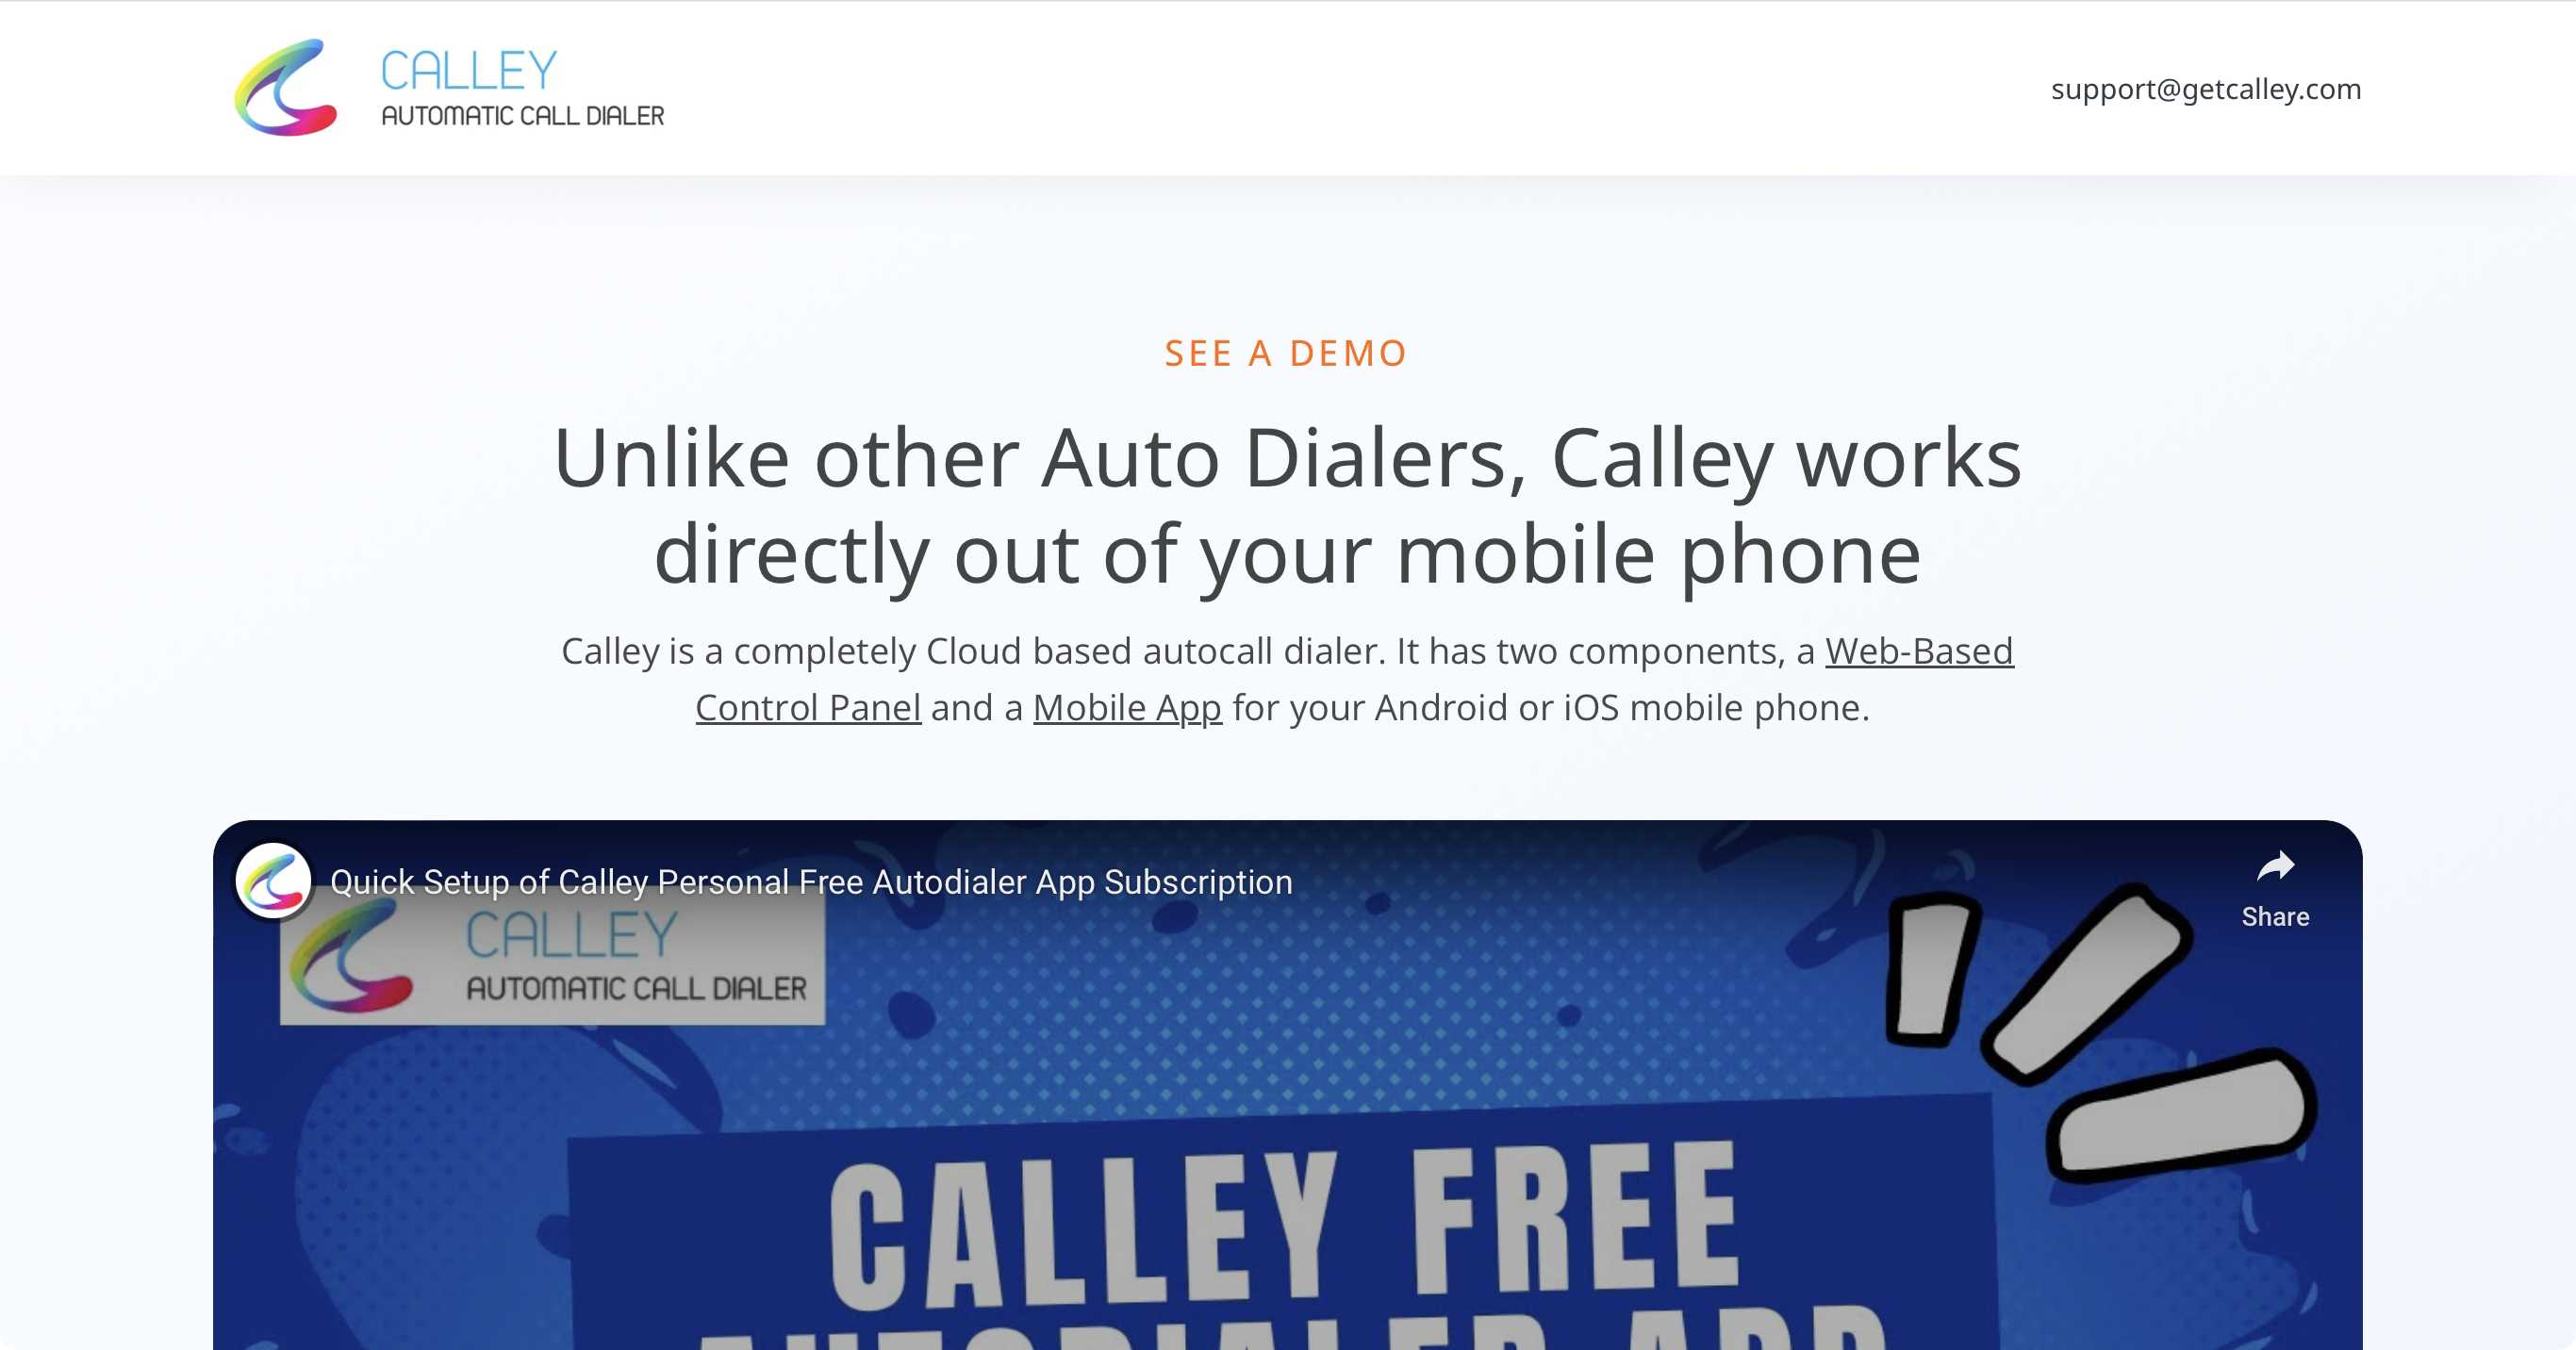 CALLEY
AUTOMATIC CALL DIALER
support@getcalley.com
SEE A DEMO
Unlike other Auto Dialers, Calley works
directly out of your mobile phone
Calley is a completely Cloud based autocall dialer. It has two components, a Web-Based
Control Panel and a Mobile App for your Android or iOS mobile phone.
Quick Setup of Calley Personal Free Autodialer App Subscription
Share
CALLEY
AUTOMATIC CALL DIALER
CALLEY FREE
AUTODIALER APP